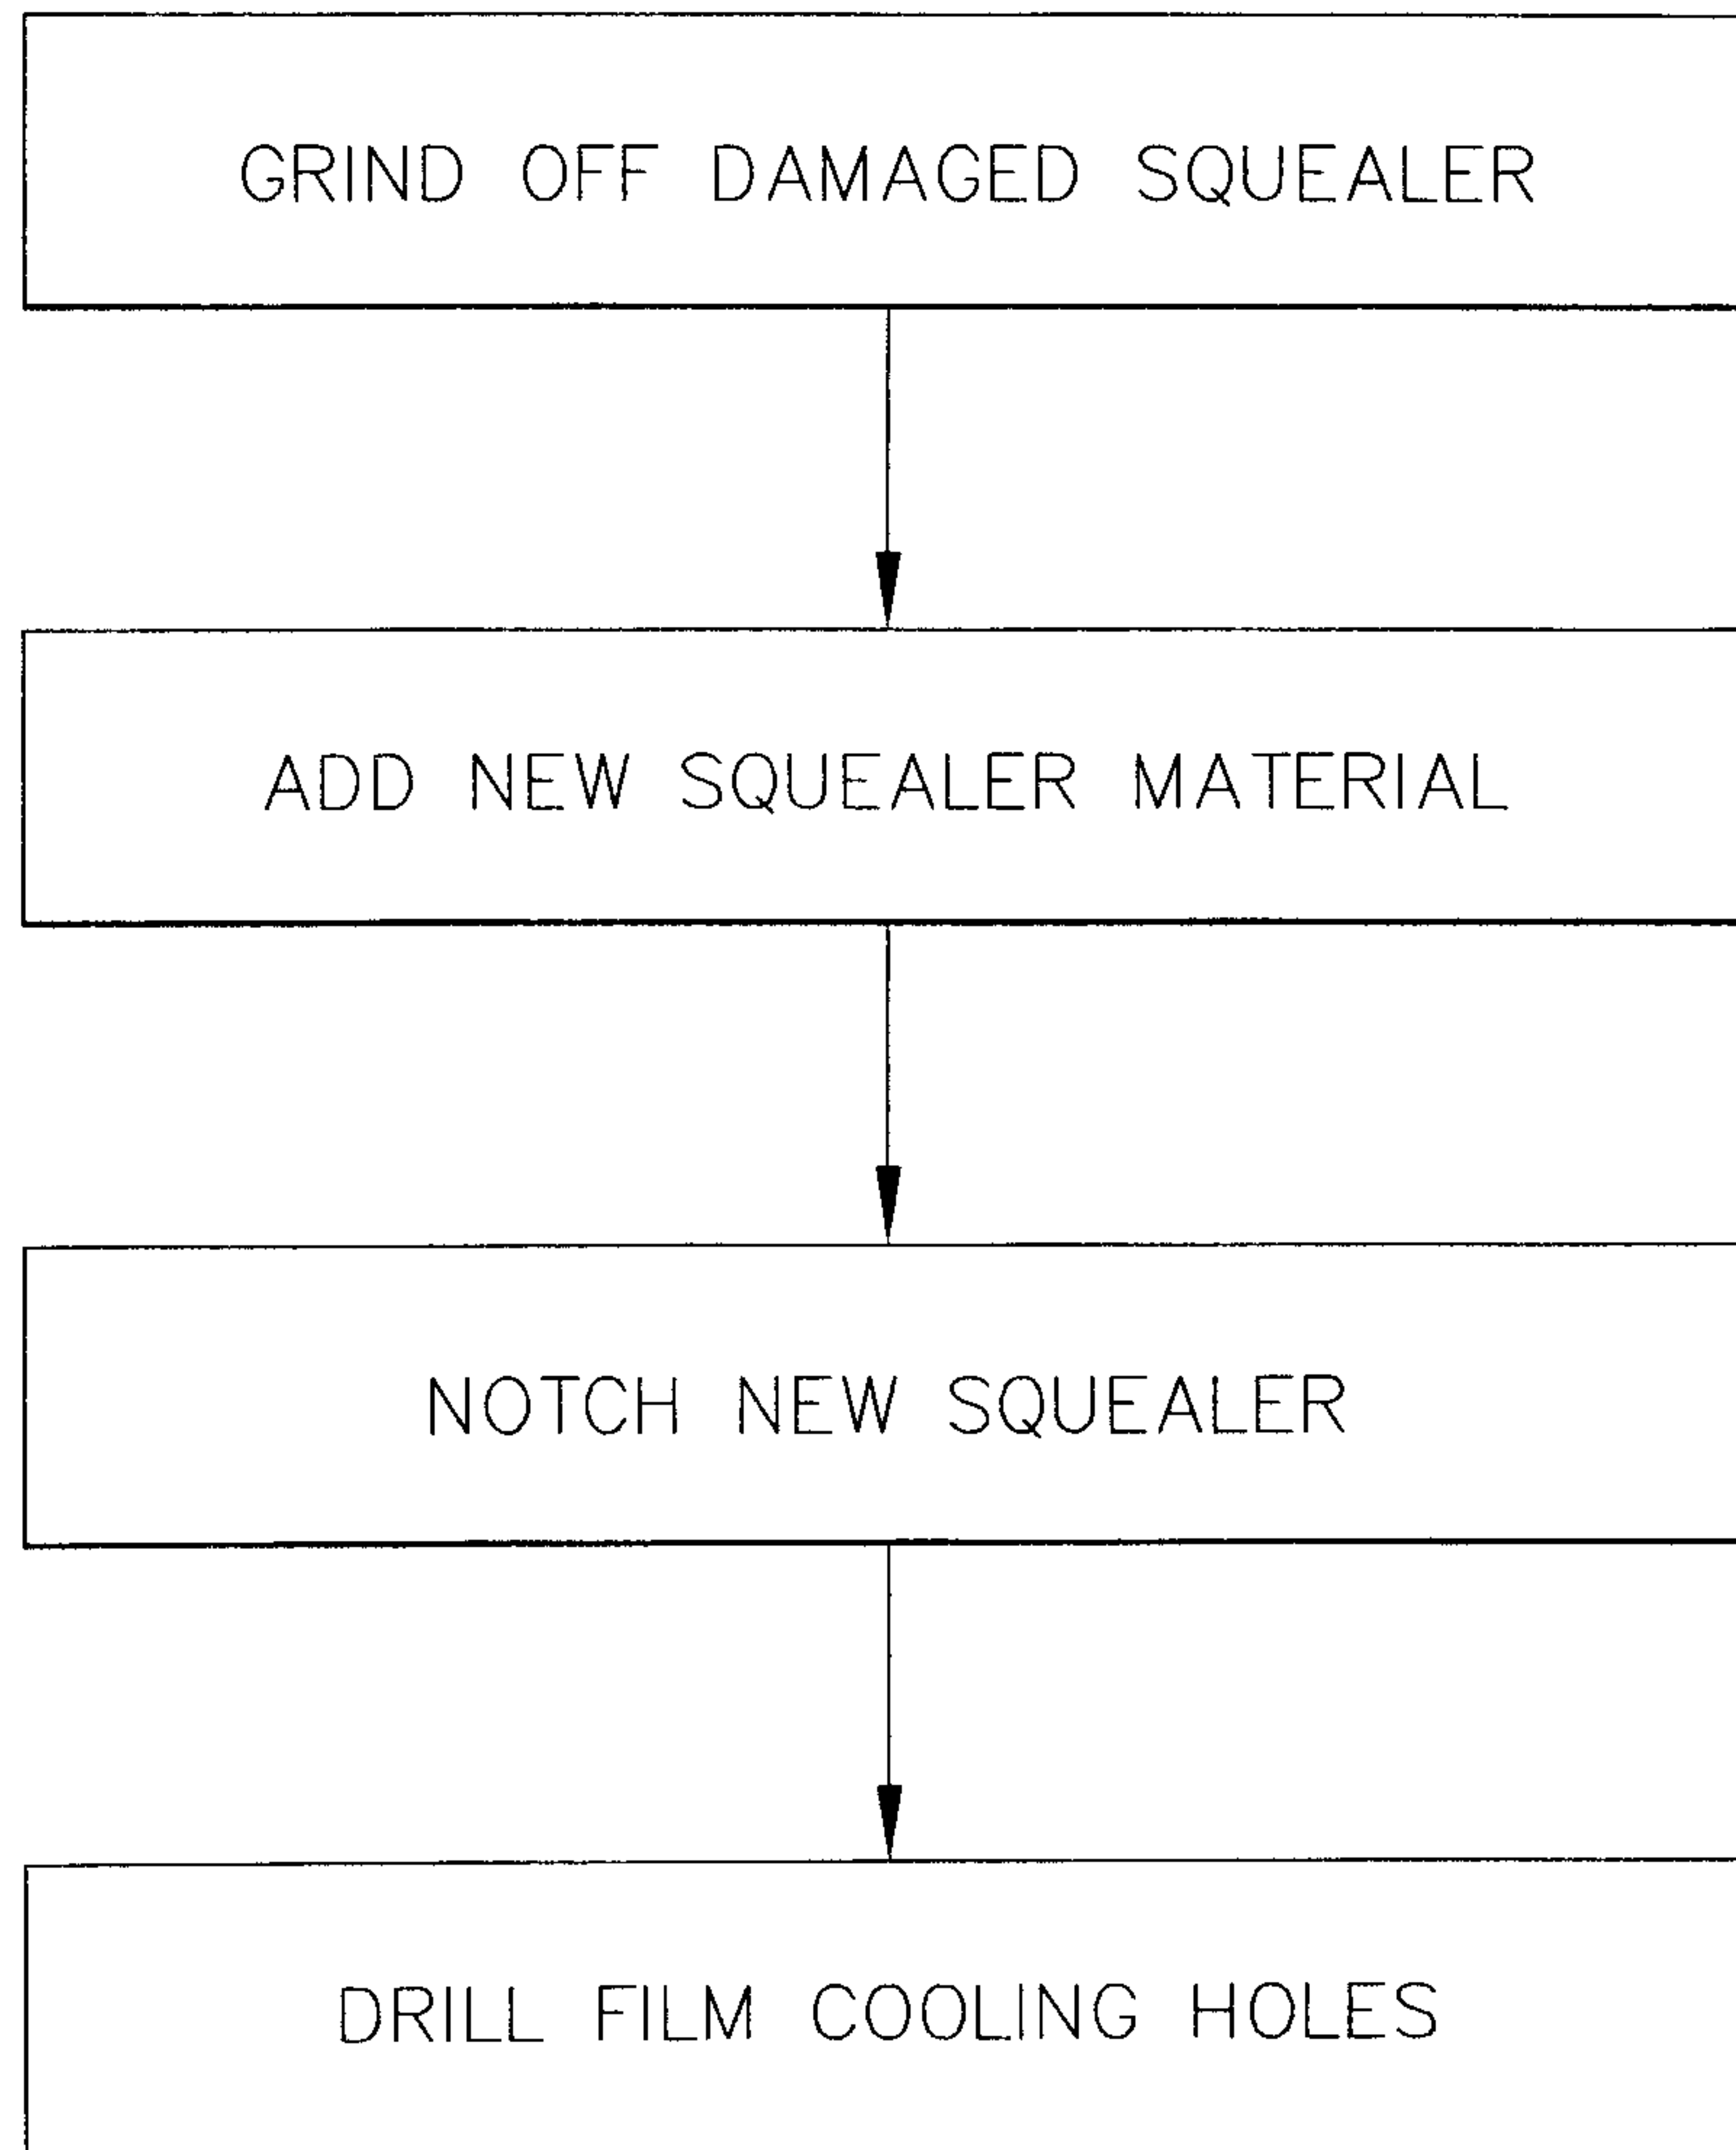 GRIND OFF DAMAGED SQUEALER
ADD NEW SQUEALER MATERIAL
NOTCH NEW SQUEALER
DRILL FILM COOLING HOLES